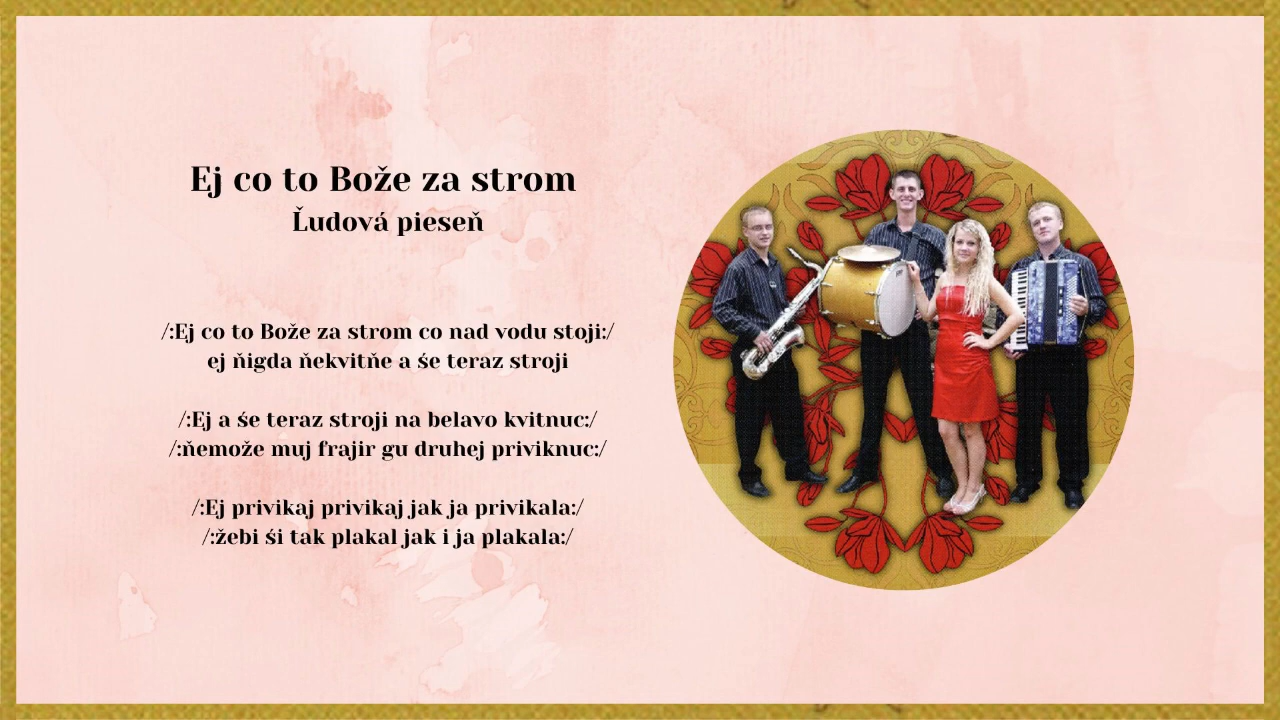 Ej co to Bože za strom
Ľudová pieseň
/:Ej co to Bože za strom co nad vodu stoji:/
ej ňigda ňekvitňe a śe teraz stroji
/:Ej a śe teraz stroji na belavo kvitnuc:/
/:ňemože muj frajir gu druhej priviknuc:/
/:Ej privikaj privikaj jak ja privikala:/
/:žebi śi tak plakal jak i ja plakala:/